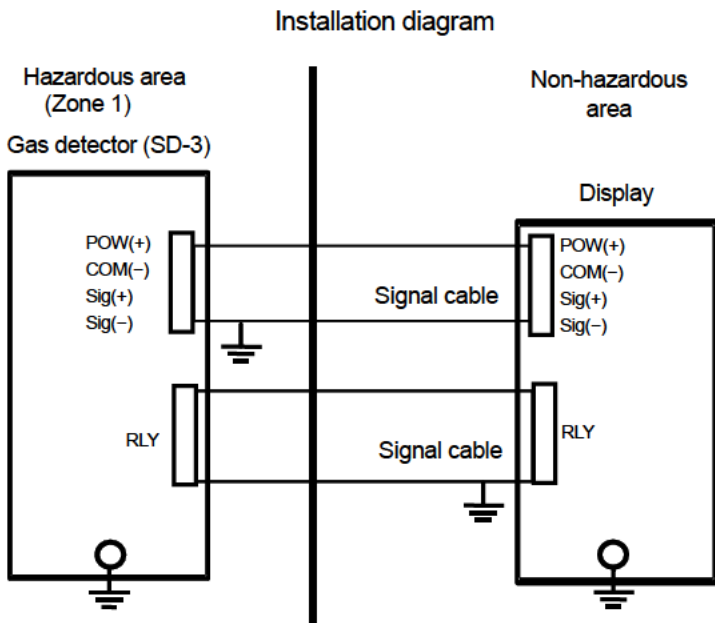 Installation diagram
Hazardous area
(Zone 1)
Gas detector (SD-3)
Non-hazardous
area
Display
POW(+)
COM(−)
Sig(+)
Sig(−)
Signal cable
POW(+)
COM(−)
Sig(+)
Sig(−)
RLY
Signal cable
RLY